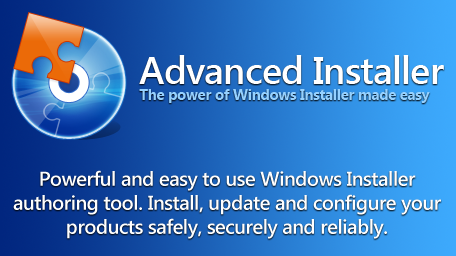 Advanced Installer
The power of Windows Installer made easy
Powerful and easy to use Windows Installer
authoring tool. Install, update and configure your
products safely, securely and reliably.